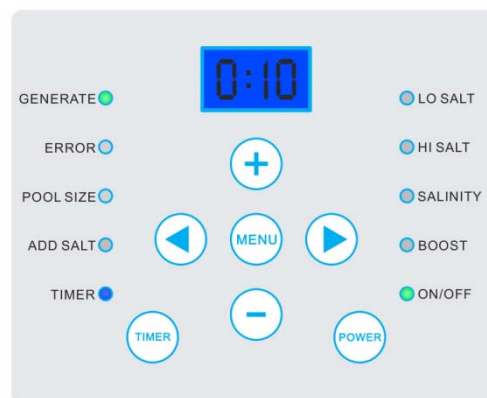 0:10
GENERATE
LO SALT
ERROR
HI SALT
+
POOL SIZE
SALINITY
ADD SALT
MENU
BOOST
TIMER
ON/OFF
−
TIMER
POWER